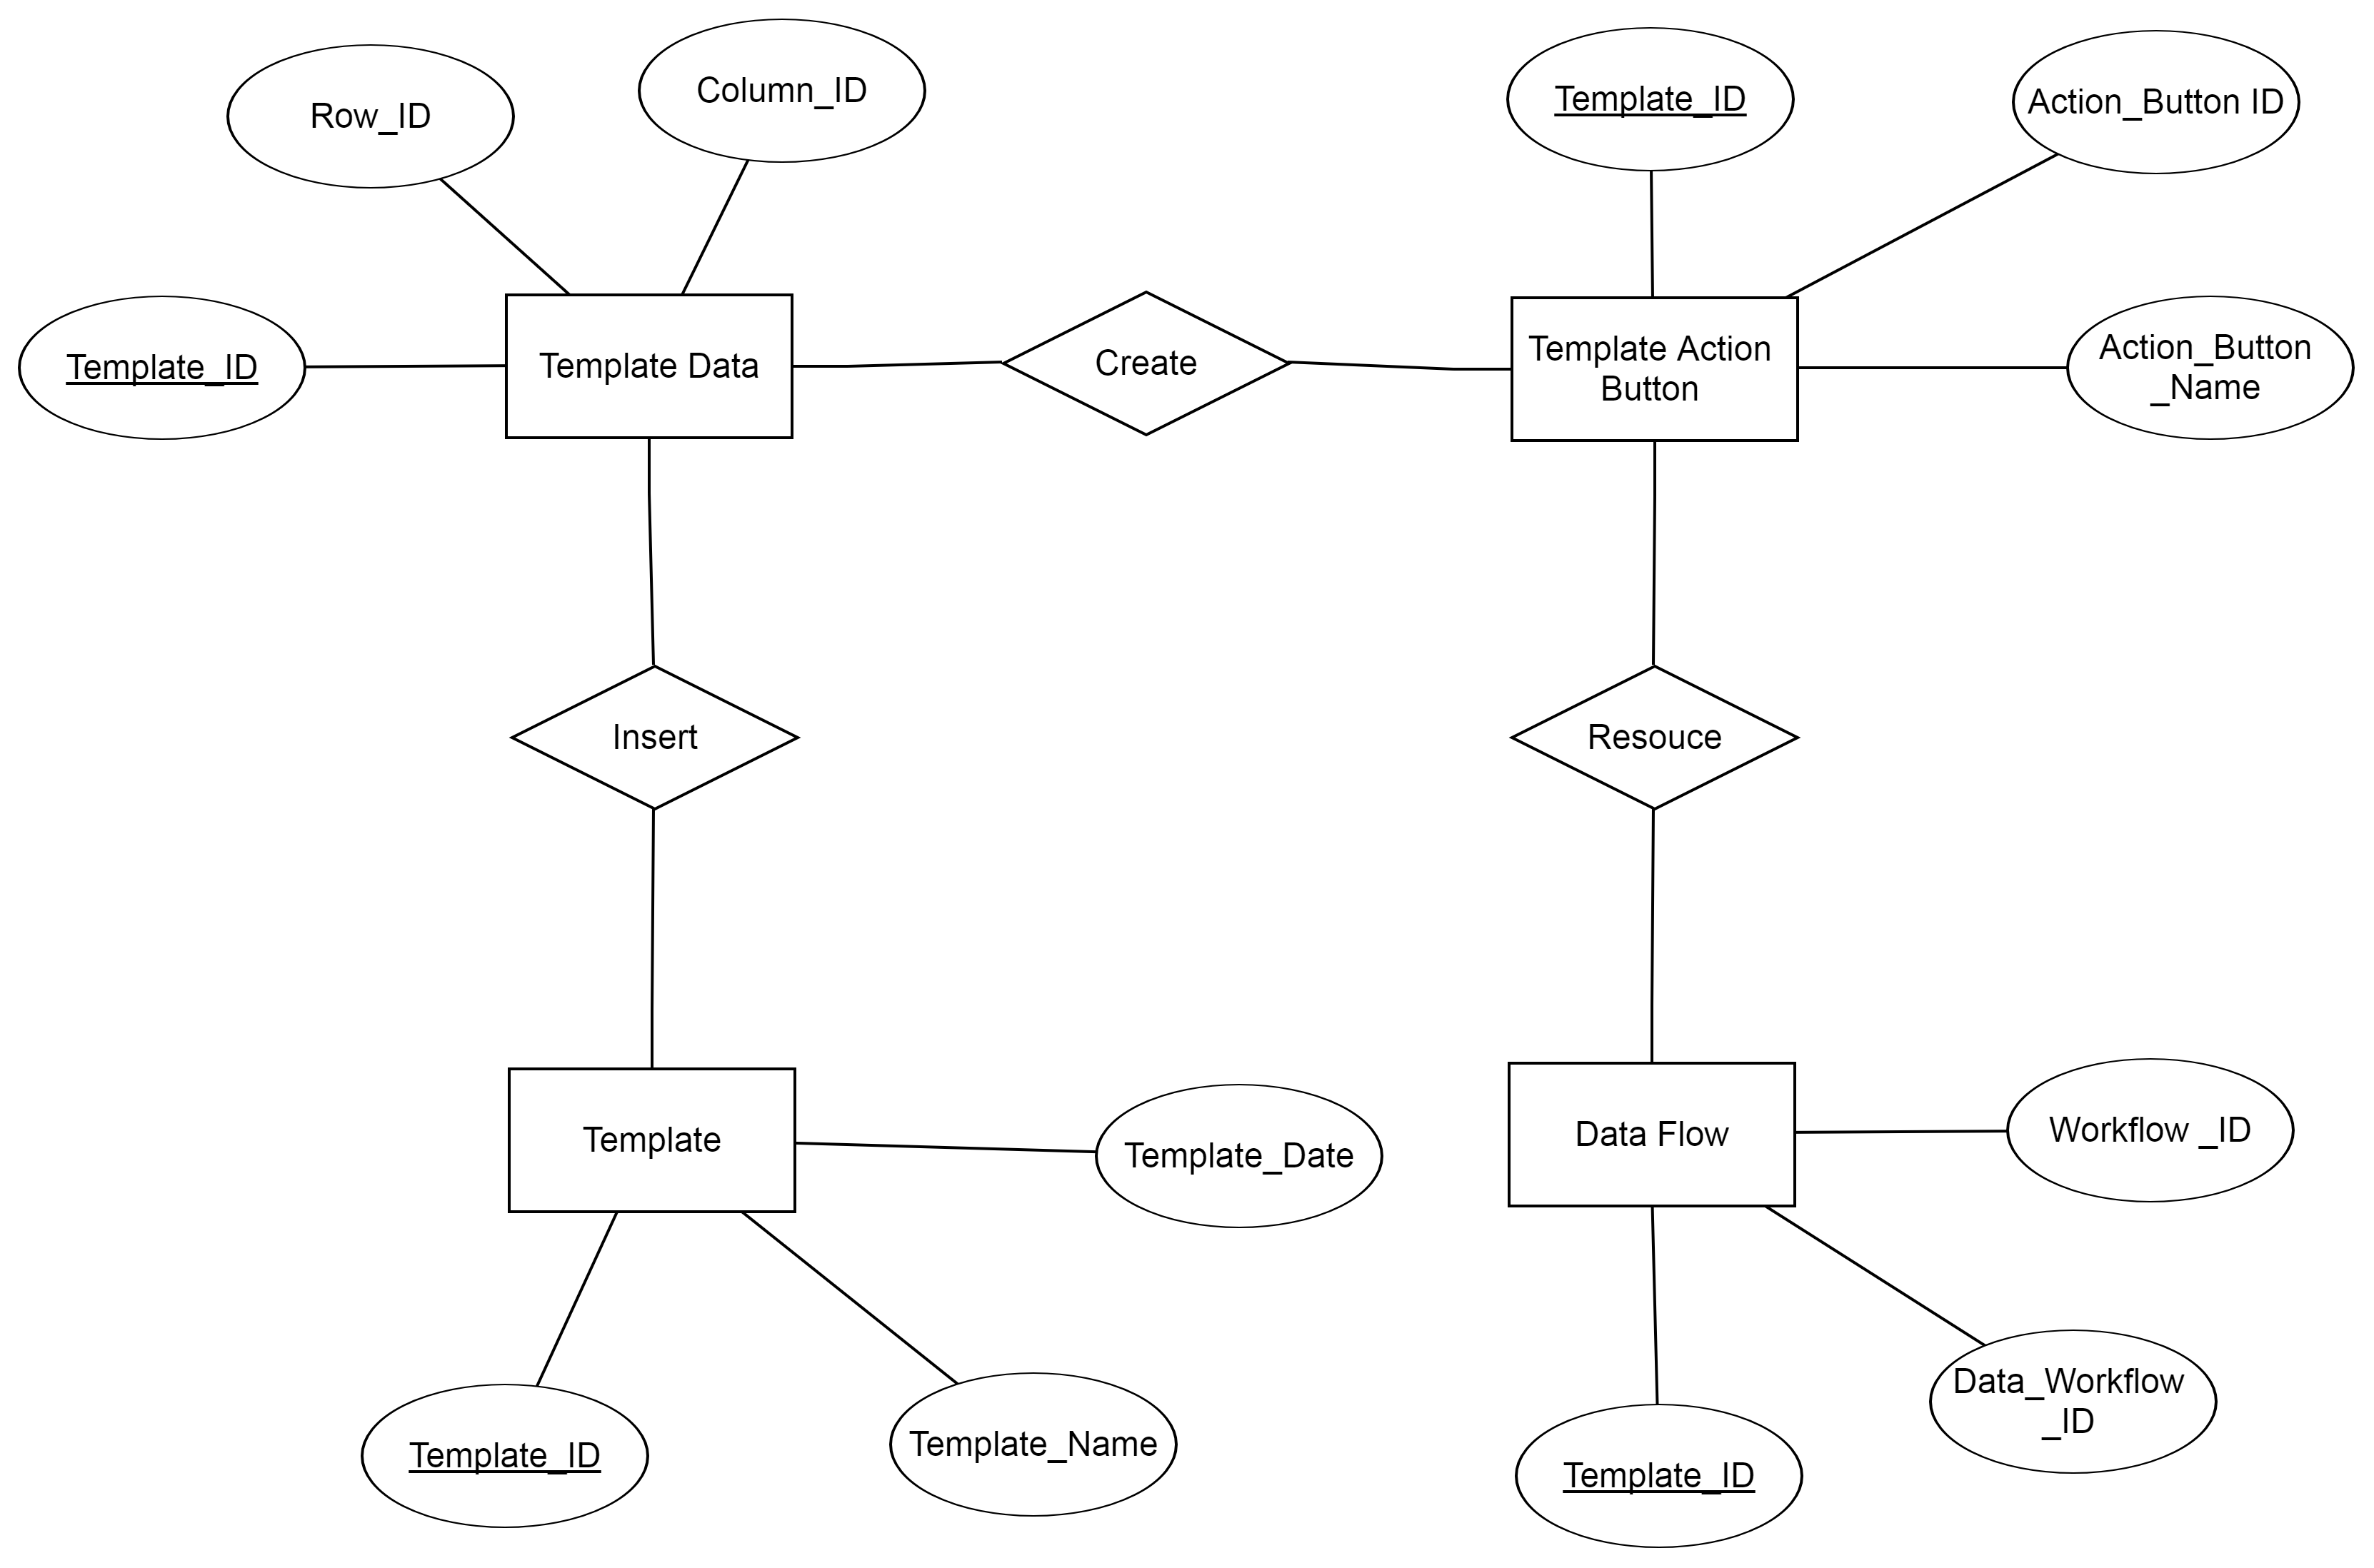 Row_ID
Column_ID
Template_ID
Action_Button ID
Template_ID
Template Data
Create
Template Action
Button
Action_Button
_Name
Insert
Resouce
Template
Template_Date
Data Flow
Workflow _ID
Template_ID
Template_Name
Template_ID
Data_Workflow
_ID